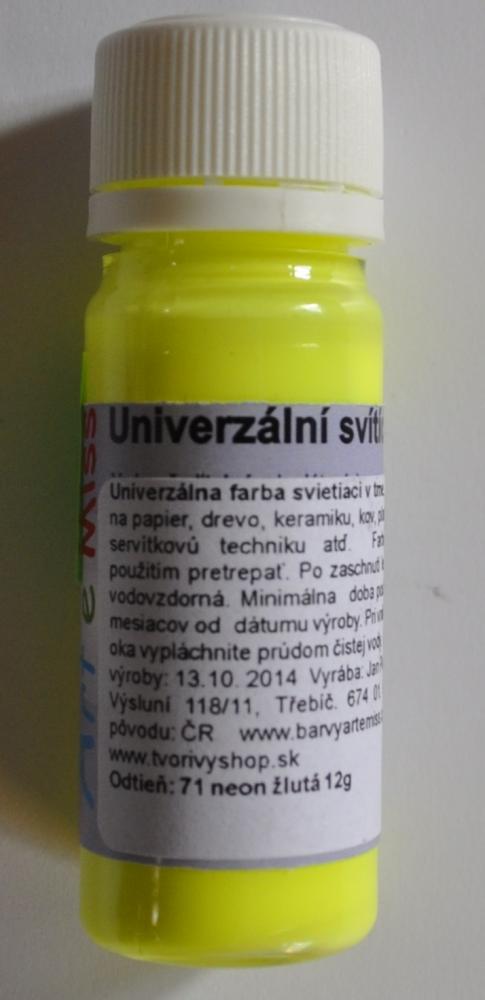 Art e Miss
Univerzální
Univerzálna farba svietiaci v
na papier, drevo, keramiku, kov,
servítkovú techniku atď.
použitím pretrepať. Po zaschnutí
vodovzdorná. Minimálna doba
mesiacov od dátumu výroby. Pri
oka vypláchnite prúdom čistej vody
výroby: 13.10. 2014 Vyrába: Jan
Výsluní 118/11, Třebíč. 674 01
pôvodu: ČR www.barvyartemiss
www.tvorivyshop.sk
Odtieň: 71 neon žlutá 12g